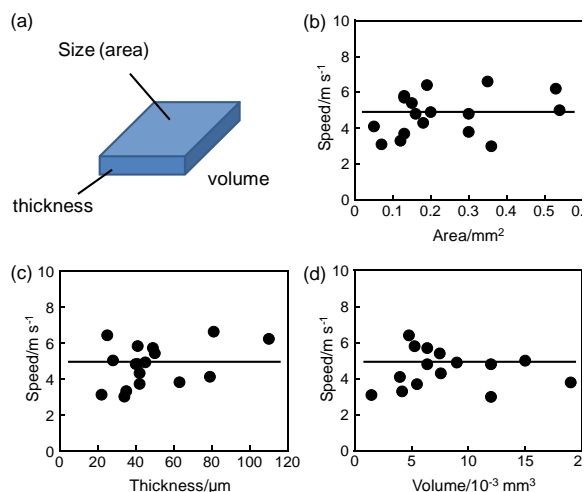 (a)
Size (area)
thickness
volume
(b)
Speed/m s⁻¹
10
8
6
4
2
0
0.1 0.2 0.3 0.4 0.5
Area/mm²
(c)
Speed/m s⁻¹
10
8
6
4
2
0
0 20 40 60 80 100 120
Thickness/μm
(d)
Speed/m s⁻¹
10
8
6
4
2
0
0 5 10 15
Volume/10⁻³ mm³